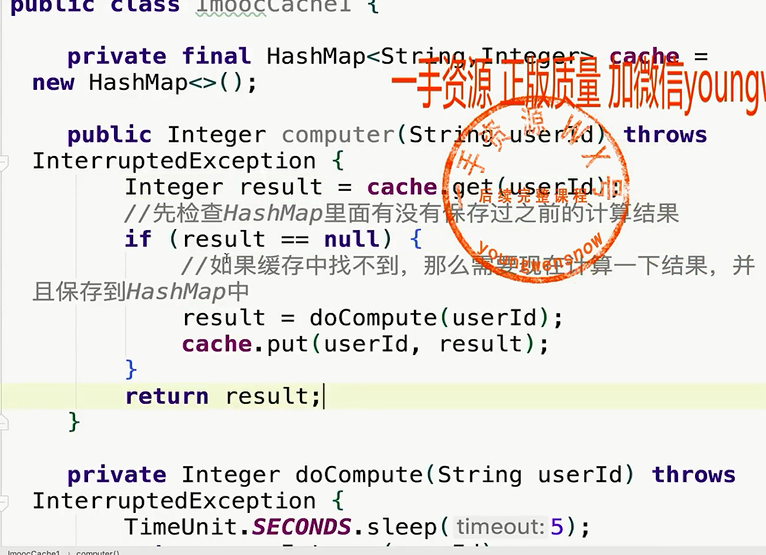 public class ImoocCache1 {
private final HashMap<String,Integer> cache =
new HashMap<>();
一手资源 正版质量 加微信youngw
public Integer computer(String userId) throws
InterruptedException {
Integer result = cache.get(userId);
//先检查HashMap里面有没有保存过之前的计算结果
if (result == null) {
//如果缓存中找不到，那么需要现在计算一下结果，并
且保存到HashMap中
result = doCompute(userId);
cache.put(userId, result);
}
return result;
}
一手资源WX号
后续完整课程
youngwensnow
private Integer doCompute(String userId) throws
InterruptedException {
TimeUnit.SECONDS.sleep( timeout: 5);
ImoocCache1 › computer()